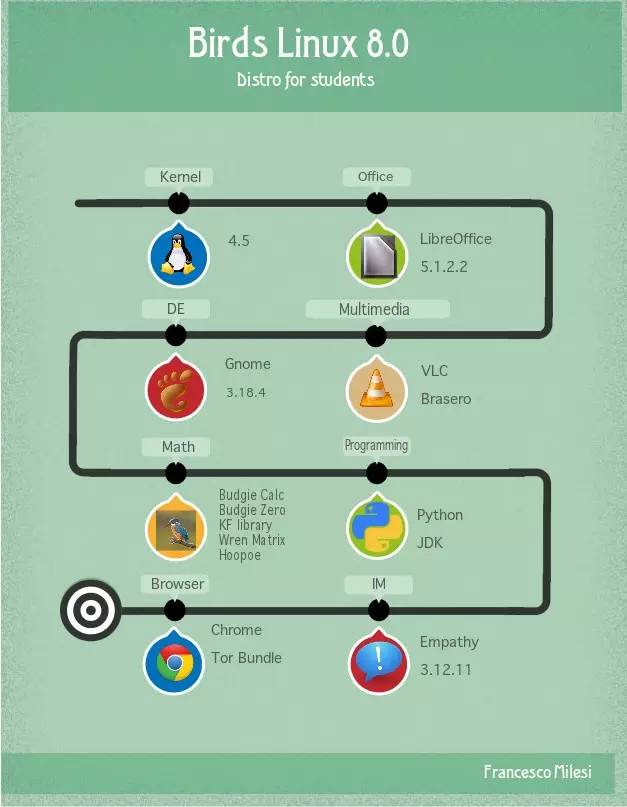 Birds Linux 8.0
Distro for students
Kernel
Office
4.5
LibreOffice
5.1.2.2
DE
Multimedia
Gnome
3.18.4
VLC
Brasero
Math
Programming
Budgie Calc
Budgie Zero
KF library
Wren Matrix
Hoopoe
Python
JDK
Browser
IM
Chrome
Tor Bundle
Empathy
3.12.11
Francesco Milesi